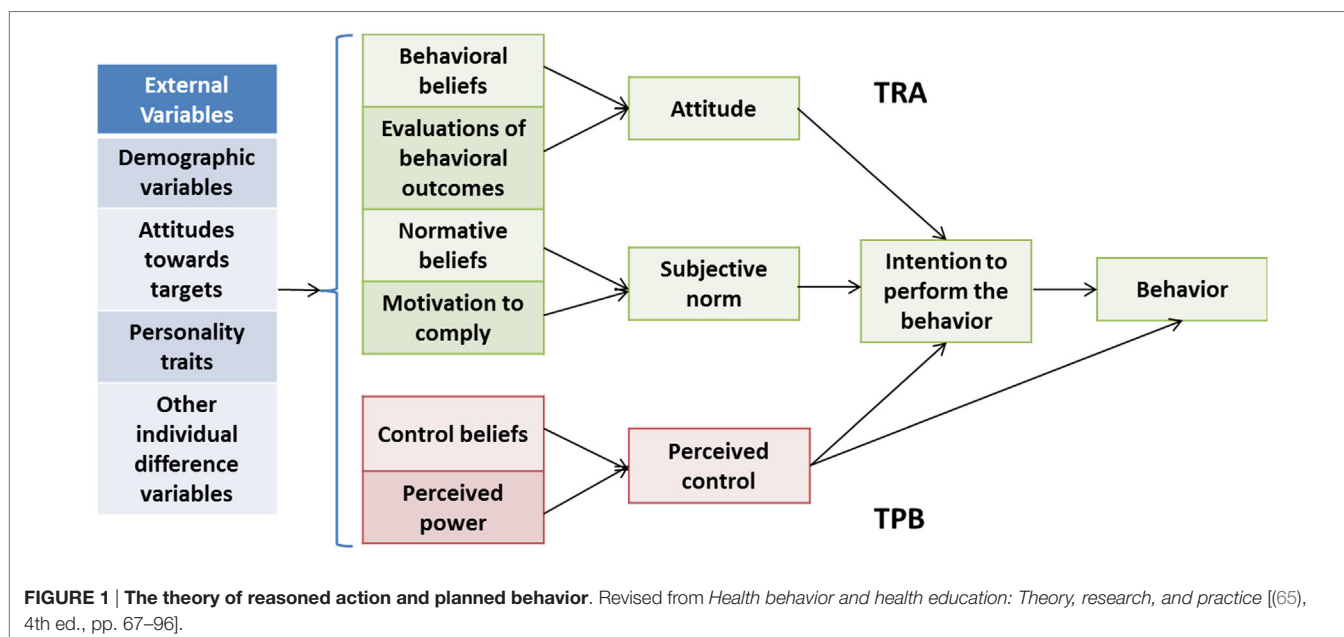 External
Variables
Demographic
variables
Attitudes
towards
targets
Personality
traits
Other
individual
difference
variables
Behavioral
beliefs
Evaluations of
behavioral
outcomes
Normative
beliefs
Motivation to
comply
Control beliefs
Perceived
power
Attitude
Subjective
norm
Perceived
control
TRA
Intention to
perform the
behavior
Behavior
TPB
FIGURE 1 | The theory of reasoned action and planned behavior. Revised from Health behavior and health education: Theory, research, and practice [(65),
4th ed., pp. 67–96].